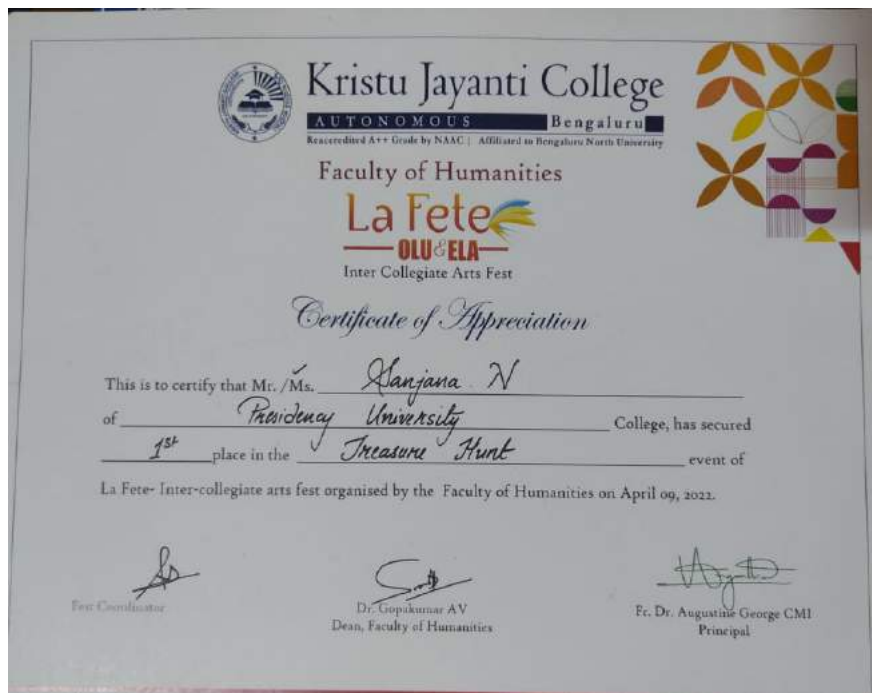 Kristu Jayanti College
AUTONOMOUS Bengaluru
Reaccredited A++ Grade by NAAC | Affiliated to Bengaluru North University
Faculty of Humanities
La Fete
OLU & ELA
Inter Collegiate Arts Fest
Certificate of Appreciation
This is to certify that Mr. /Ms. Sanjana N
of Presidency University College, has secured
1st place in the Treasure Hunt event of
La Fete- Inter-collegiate arts fest organised by the Faculty of Humanities on April 09, 2022.
Fest Coordinator
Dr. Gopakumar AV
Dean, Faculty of Humanities
Fr. Dr. Augustine George CMI
Principal